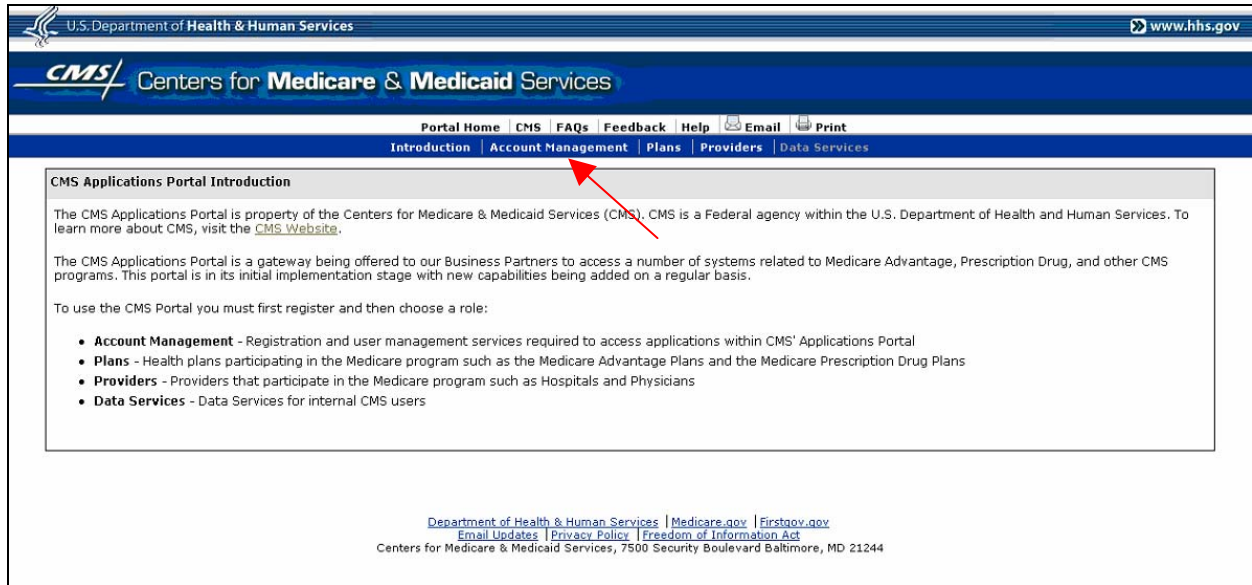 U.S. Department of Health & Human Services
www.hhs.gov
CMS/ Centers for Medicare & Medicaid Services
Portal Home | CMS | FAQs | Feedback | Help | Email | Print
Introduction | Account Management | Plans | Providers | Data Services
CMS Applications Portal Introduction
The CMS Applications Portal is property of the Centers for Medicare & Medicaid Services (CMS). CMS is a Federal agency within the U.S. Department of Health and Human Services. To
learn more about CMS, visit the CMS Website.
The CMS Applications Portal is a gateway being offered to our Business Partners to access a number of systems related to Medicare Advantage, Prescription Drug, and other CMS
programs. This portal is in its initial implementation stage with new capabilities being added on a regular basis.
To use the CMS Portal you must first register and then choose a role:
• Account Management - Registration and user management services required to access applications within CMS' Applications Portal
• Plans - Health plans participating in the Medicare program such as the Medicare Advantage Plans and the Medicare Prescription Drug Plans
• Providers - Providers that participate in the Medicare program such as Hospitals and Physicians
• Data Services - Data Services for internal CMS users
Department of Health & Human Services | Medicare.gov | Firstgov.gov
Email Updates | Privacy Policy | Freedom of Information Act
Centers for Medicare & Medicaid Services, 7500 Security Boulevard Baltimore, MD 21244